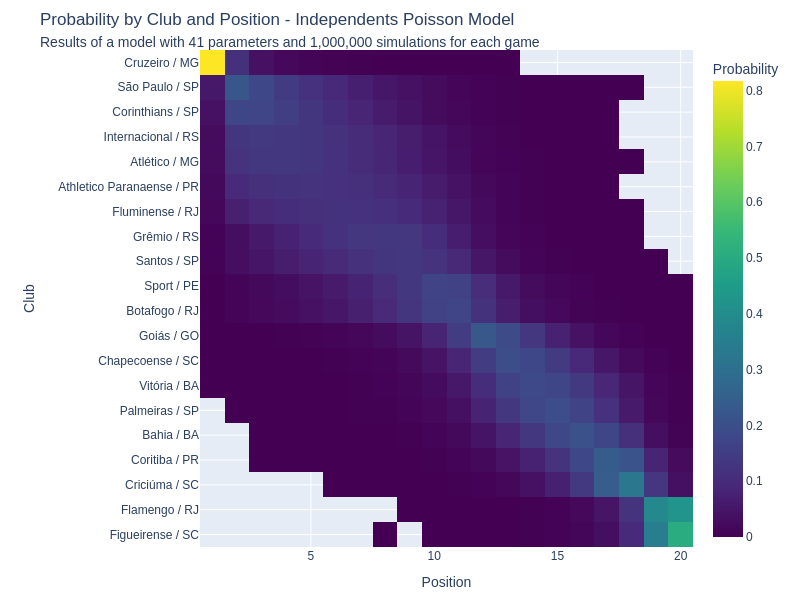 Probability by Club and Position - Independents Poisson Model
Results of a model with 41 parameters and 1,000,000 simulations for each game
Probability
Club
Cruzeiro / MG
São Paulo / SP
Corinthians / SP
Internacional / RS
Atlético / MG
Athletico Paranaense / PR
Fluminense / RJ
Grêmio / RS
Santos / SP
Sport / PE
Botafogo / RJ
Goiás / GO
Chapecoense / SC
Vitória / BA
Palmeiras / SP
Bahia / BA
Coritiba / PR
Criciúma / SC
Flamengo / RJ
Figueirense / SC
0.8
0.7
0.6
0.5
0.4
0.3
0.2
0.1
0
5 10 15 20
Position